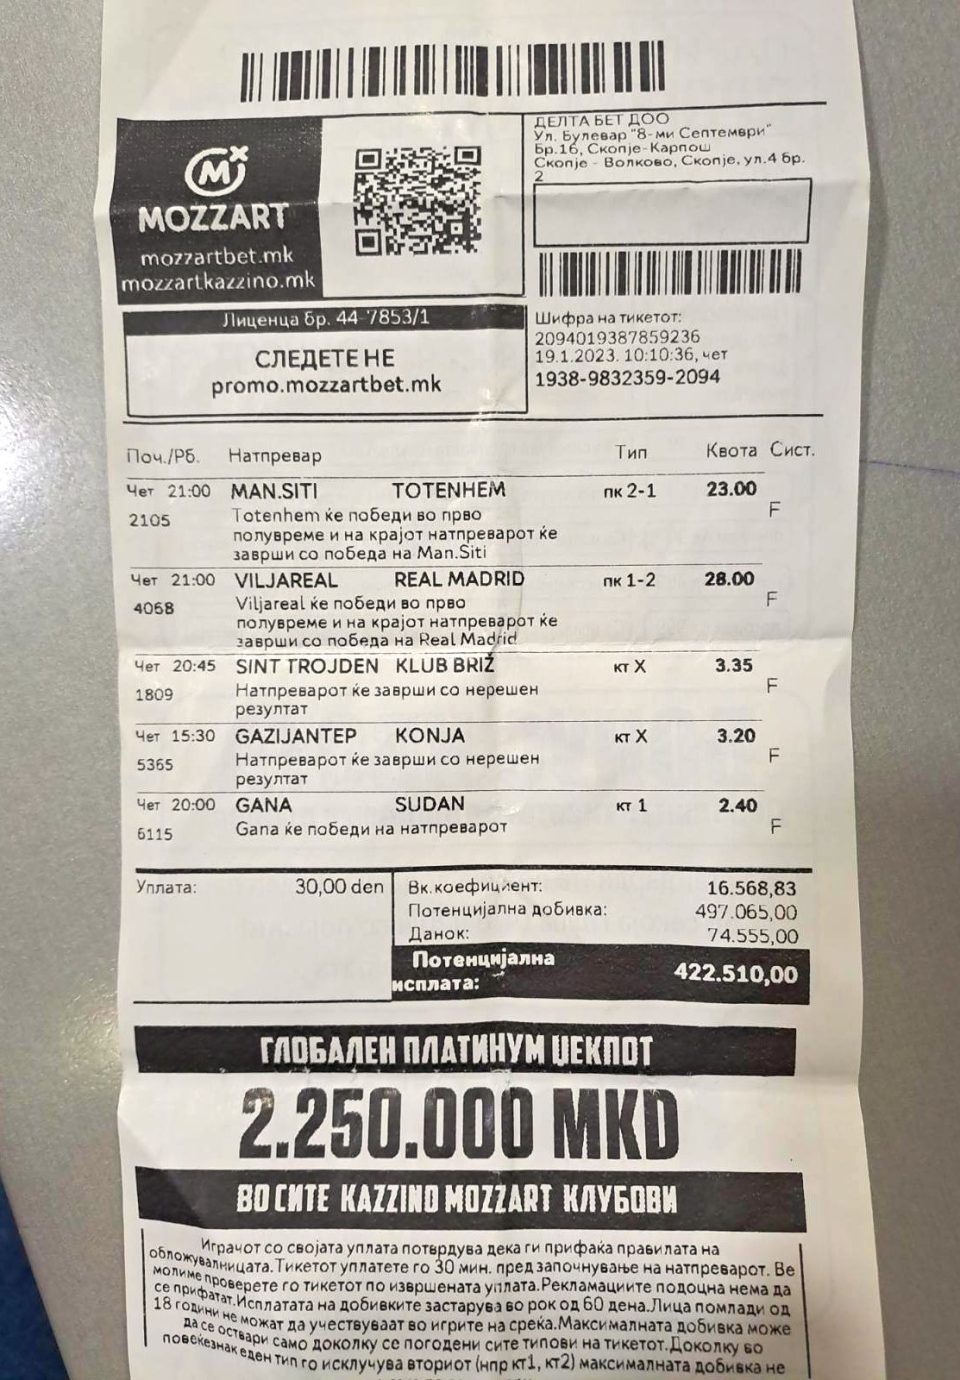 ДЕЛТА БЕТ ДОО
Ул. Булевар "8-ми Септември"
Бр.16, Скопје-Карпош
Скопје - Волково, Скопје, ул.4 бр.
2
MOZZART
mozzartbet.mk
mozzartkazzino.mk
Лиценца бр. 44-7853/1
СЛЕДЕТЕ НЕ
promo.mozzartbet.mk
Шифра на тикетот:
2094019387859236
19.1.2023. 10:10:36, чет
1938-9832359-2094
Поч./Рб. Натпревар Тип Квота Сист.
Чет 21:00 MAN.SITI TOTENHEM пк 2-1 23.00
F
2105 Totenhem ќе победи во прво
полувреме и на крајот натпреварот ќе
заврши со победа на Man.Siti
Чет 21:00 VILJAREAL REAL MADRID пк 1-2 28.00
F
4068 Viljareal ќе победи во прво
полувреме и на крајот натпреварот ќе
заврши со победа на Real Madrid
Чет 20:45 SINT TROJDEN KLUB BRIŽ кт X 3.35
F
1809 Натпреварот ќе заврши со нерешен
резултат
Чет 15:30 GAZIJANTEP KONJA кт X 3.20
F
5365 Натпреварот ќе заврши со нерешен
резултат
Чет 20:00 GANA SUDAN кт 1 2.40
F
6115 Gana ќе победи на натпреварот
Уплата: 30,00 den
Вк.коефициент: 16.568,83
Потенцијална добивка: 497.065,00
Данок: 74.555,00
Потенцијална
исплата: 422.510,00
ГЛОБАЛЕН ПЛАТИНУМ ЏЕКПОТ
2.250.000 MKD
ВО СИТЕ KAZZINO MOZZART КЛУБОВИ
Играчот со својата уплата потврдува дека ги прифаќа правилата на
обложувалницата.Тикетот уплатете го 30 мин. пред започнување на натпреварот. Ве
молиме проверете го тикетот по извршената уплата.Рекламациите подоцна нема да
се прифатат.Исплатата на добивките застарува во рок од 60 дена.Лица помлади од
18 години не можат да учествуваат во игрите на среќа.Максималната добивка може
да се оствари само доколку се погодени сите типови на тикетот.Доколку во
повеќезнак еден тип го исклучува вториот (нпр кт1, кт2) максималната добивка не